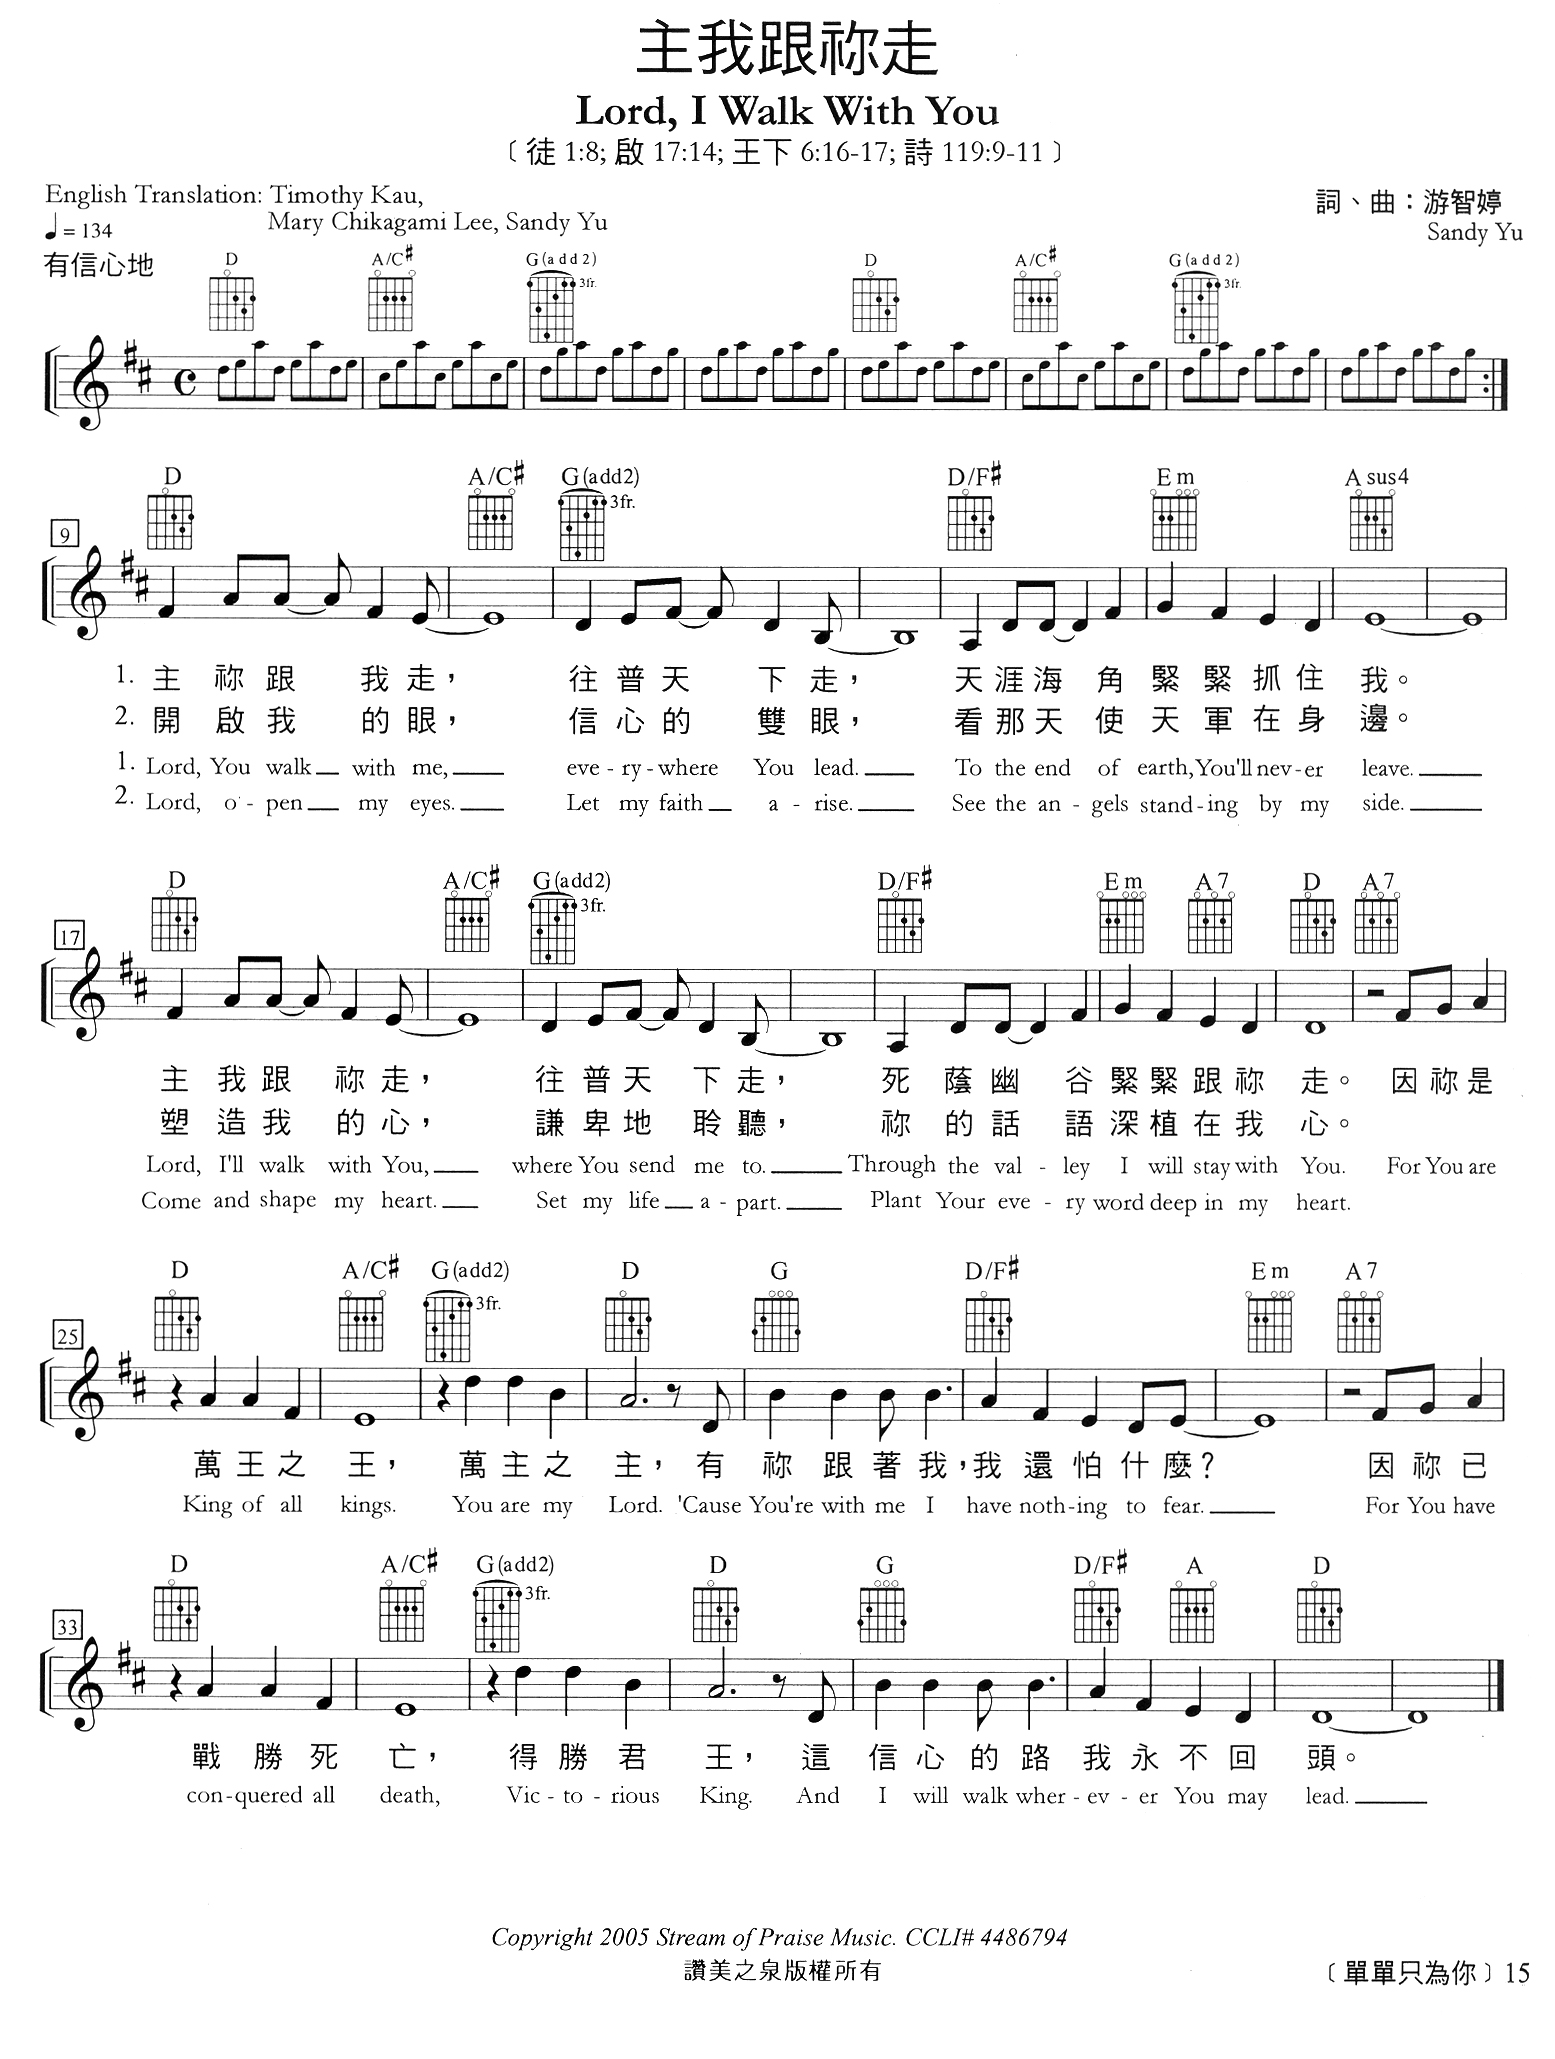 主我跟祢走
Lord, I Walk With You
﹝徒 1:8; 啟 17:14; 王下 6:16-17; 詩 119:9-11﹞
English Translation: Timothy Kau,
Mary Chikagami Lee, Sandy Yu
詞、曲：游智婷
Sandy Yu
♩= 134
有信心地
D A/C♯ G(add2) D A/C♯ G(add2)
3fr. 3fr.
D A/C♯ G(add2) D/F♯ Em Asus4
3fr.
9
1. 主祢跟我走，往普天下走，天涯海角緊緊抓住我。
2. 開啟我的眼，信心的雙眼，看那天使天軍在身邊。
1. Lord, You walk with me, eve-ry-where You lead. To the end of earth, You'll nev-er leave.
2. Lord, o-pen my eyes. Let my faith a-rise. See the an-gels stand-ing by my side.
D A/C♯ G(add2) D/F♯ Em A7 D A7
3fr.
17
主我跟祢走，往普天下走，死蔭幽谷緊緊跟祢走。因祢是
塑造我的心，謙卑地聆聽，祢的話語深植在我心。
Lord, I'll walk with You, where You send me to. Through the val-ley I will stay with You. For You are
Come and shape my heart. Set my life a-part. Plant Your eve-ry word deep in my heart.
D A/C♯ G(add2) D G D/F♯ Em A7
3fr.
25
萬王之王，萬主之主，有祢跟著我，我還怕什麼？因祢已
King of all kings. You are my Lord. 'Cause You're with me I have noth-ing to fear. For You have
D A/C♯ G(add2) D G D/F♯ A D
3fr.
33
戰勝死亡，得勝君王，這信心的路我永不回頭。
con-quered all death, Vic-to-rious King. And I will walk wher-ev-er You may lead.
Copyright 2005 Stream of Praise Music. CCLI# 4486794
讚美之泉版權所有
﹝單單只為你﹞15